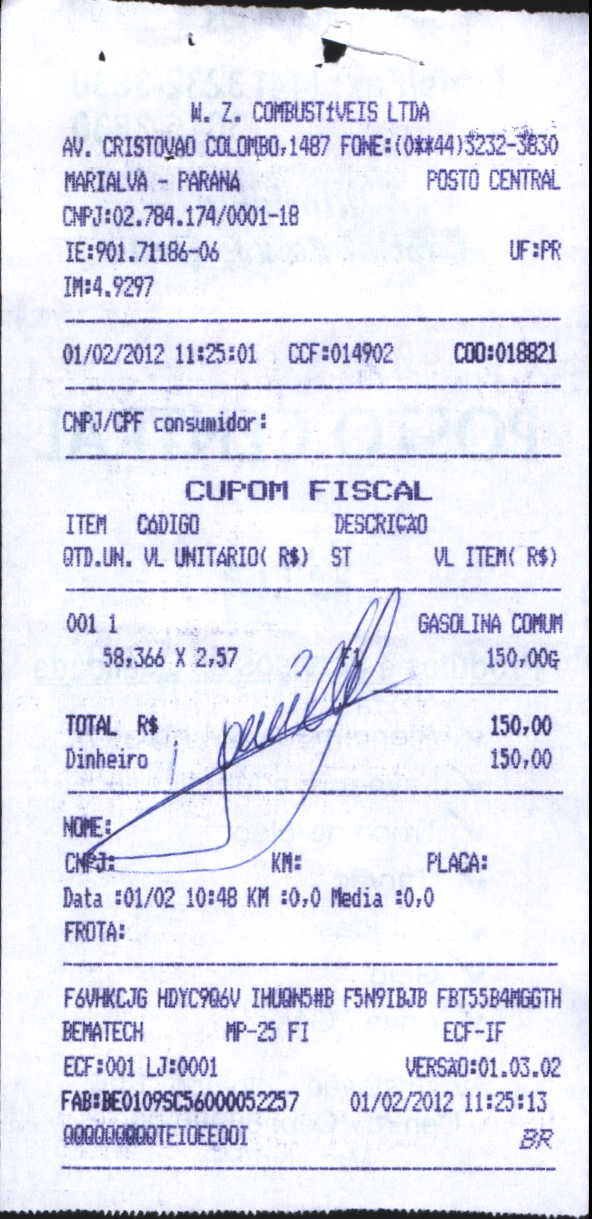 W. Z. COMBUSTíVEIS LTDA
AV. CRISTOVAO COLOMBO,1487 FONE:(0**44)3232-3830
MARIALVA - PARANA POSTO CENTRAL
CNPJ:02.784.174/0001-18
IE:901.71186-06 UF:PR
IM:4.9297
01/02/2012 11:25:01 CCF:014902 COO:018821
CNPJ/CPF consumidor:
CUPOM FISCAL
ITEM CóDIGO DESCRIÇÃO
QTD.UN. VL UNITÁRIO( R$) ST VL ITEM( R$)
001 1 GASOLINA COMUM
58,366 X 2,57 F1 150,00G
TOTAL R$ 150,00
Dinheiro 150,00
NOME:
CNPJ: KM: PLACA:
Data :01/02 10:48 KM :0,0 Media :0,0
FROTA:
F6VHKCJG HDYC9Q6V IHUQN5#B F5N9IBJB FBT55B4MGGTH
BEMATECH MP-25 FI ECF-IF
ECF:001 LJ:0001 VERSÃO:01.03.02
FAB:BE0109SC56000052257 01/02/2012 11:25:13
QQQQQQQQQTEIOEEOOI BR